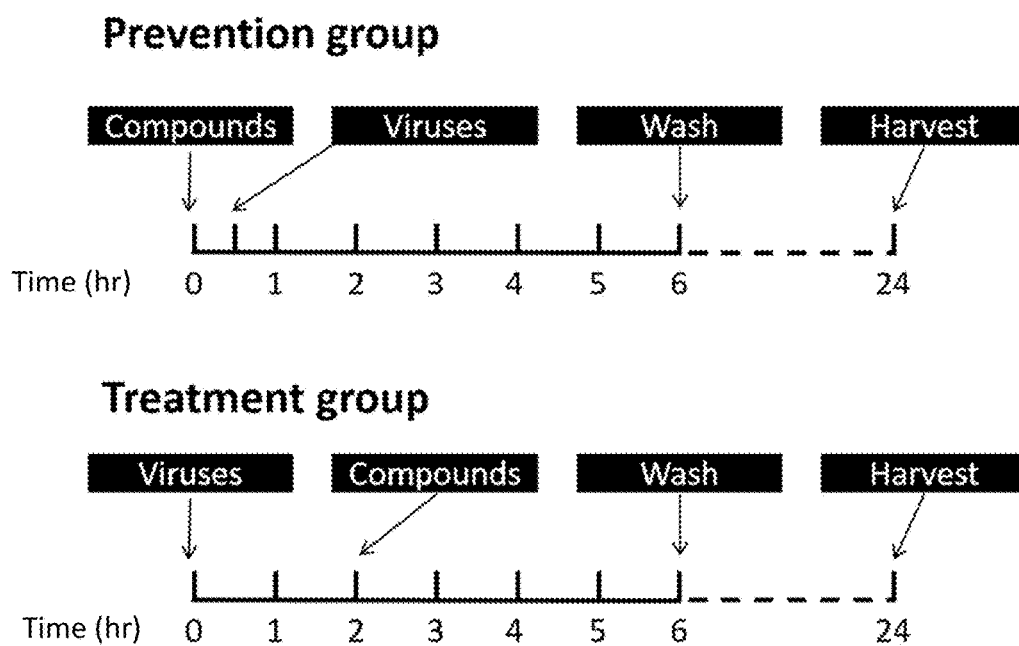 Prevention group
Compounds Viruses Wash Harvest
Time (hr) 0 1 2 3 4 5 6 24
Treatment group
Viruses Compounds Wash Harvest
Time (hr) 0 1 2 3 4 5 6 24